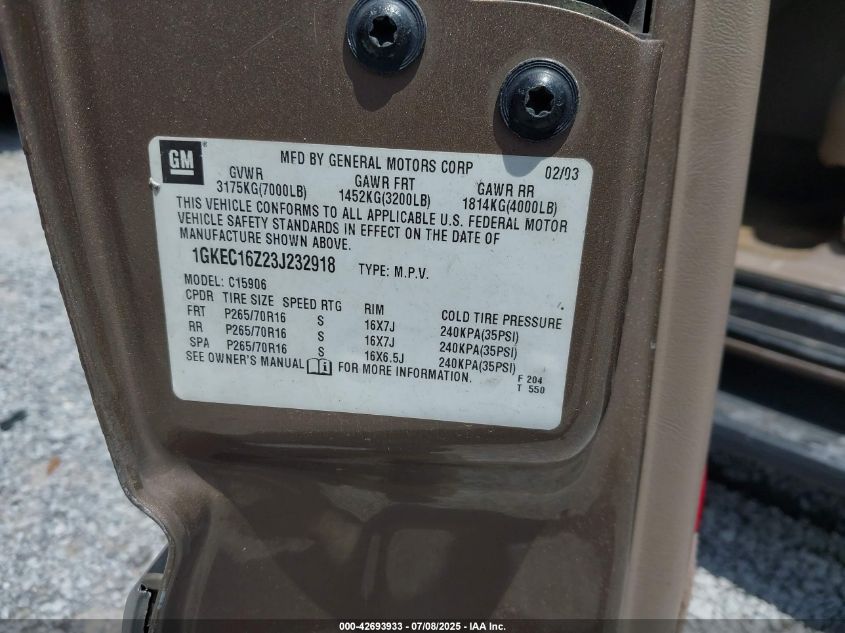 GM
MFD BY GENERAL MOTORS CORP 02/03
GVWR GAWR FRT GAWR RR
3175KG(7000LB) 1452KG(3200LB) 1814KG(4000LB)
THIS VEHICLE CONFORMS TO ALL APPLICABLE U.S. FEDERAL MOTOR
VEHICLE SAFETY STANDARDS IN EFFECT ON THE DATE OF
MANUFACTURE SHOWN ABOVE.
1GKEC16Z23J232918 TYPE: M.P.V.
MODEL: C15906
CPDR TIRE SIZE SPEED RTG RIM COLD TIRE PRESSURE
FRT P265/70R16 S 16X7J 240KPA(35PSI)
RR P265/70R16 S 16X7J 240KPA(35PSI)
SPA P265/70R16 S 16X6.5J 240KPA(35PSI)
SEE OWNER'S MANUAL i FOR MORE INFORMATION.
F 204
T 550
000-42693933 - 07/08/2025 - IAA Inc.